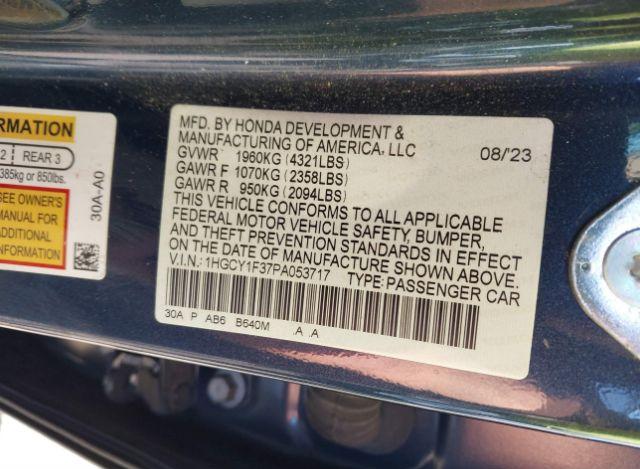 RMATION
2 REAR 3
385kg or 850lbs.
NER'S
MANUAL FOR
ADDITIONAL
FORMATION
30A-A0
MFD. BY HONDA DEVELOPMENT &
MANUFACTURING OF AMERICA, LLC 08/'23
GVWR 1960KG (4321LBS)
GAWR F 1070KG (2358LBS)
GAWR R 950KG (2094LBS)
THIS VEHICLE CONFORMS TO ALL APPLICABLE
FEDERAL MOTOR VEHICLE SAFETY, BUMPER,
AND THEFT PREVENTION STANDARDS IN EFFECT
ON THE DATE OF MANUFACTURE SHOWN ABOVE.
V.I.N.: 1HGCY1F37PA053717 TYPE: PASSENGER CAR
30A P AB6 B640M .A .A